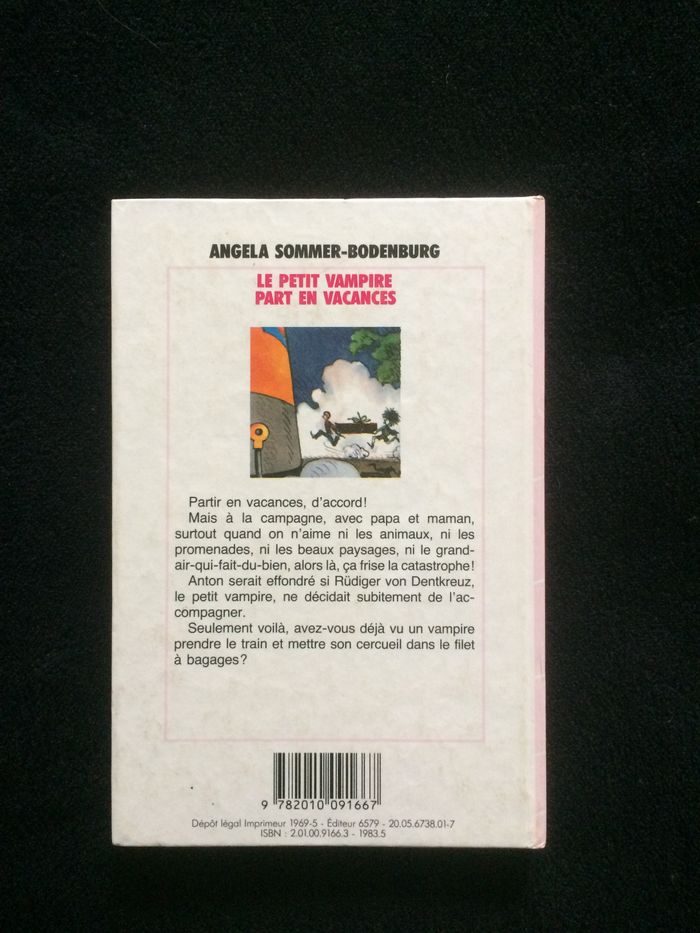 ANGELA SOMMER-BODENBURG
LE PETIT VAMPIRE
PART EN VACANCES
Partir en vacances, d'accord!
Mais à la campagne, avec papa et maman,
surtout quand on n'aime ni les animaux, ni les
promenades, ni les beaux paysages, ni le grand-
air-qui-fait-du-bien, alors là, ça frise la catastrophe!
Anton serait effondré si Rüdiger von Dentkreuz,
le petit vampire, ne décidait subitement de l'ac-
compagner.
Seulement voilà, avez-vous déjà vu un vampire
prendre le train et mettre son cercueil dans le filet
à bagages?
9 782010 091667
Dépôt légal Imprimeur 1969-5 - Éditeur 6579 - 20.05.6738.01-7
ISBN : 2.01.00.9166.3 - 1983.5